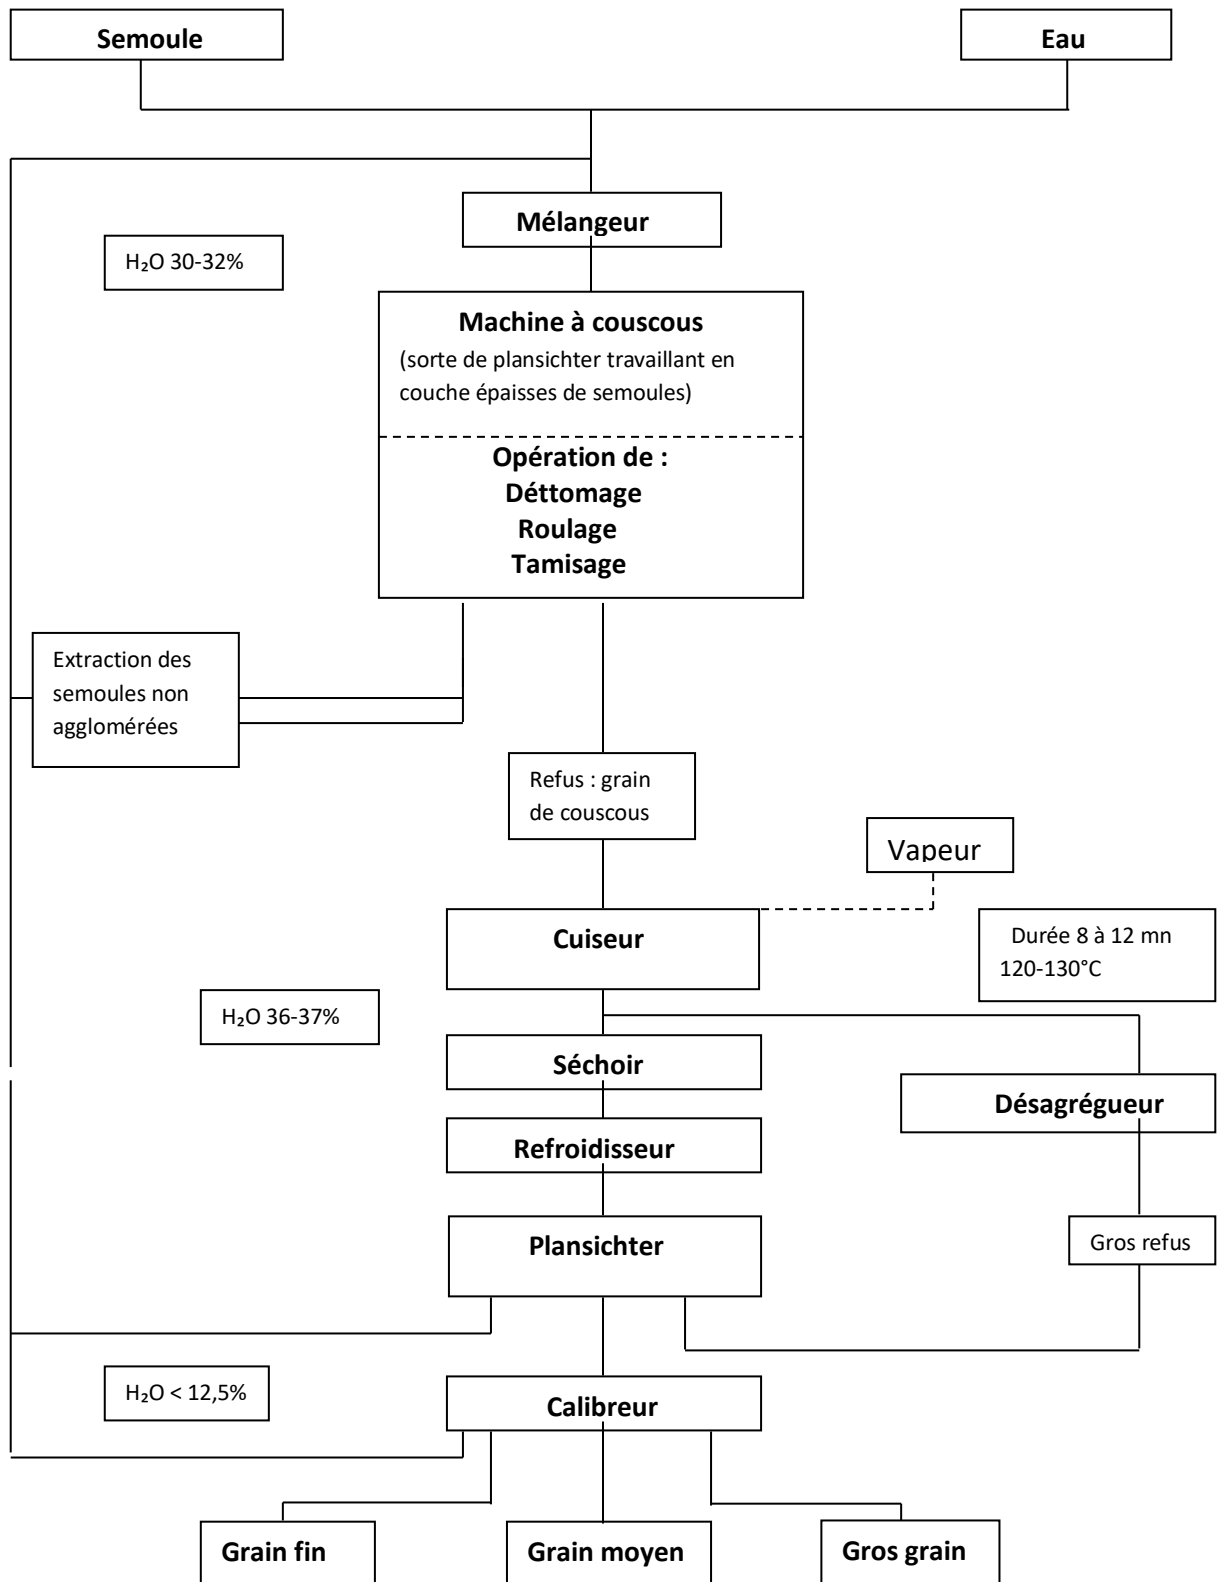 Semoule
Eau
Mélangeur
H₂O 30-32%
Machine à couscous
(sorte de plansichter travaillant en
couche épaisses de semoules)
Opération de :
Déttomage
Roulage
Tamisage
Extraction des
semoules non
agglomérées
Refus : grain
de couscous
Vapeur
Cuiseur
Durée 8 à 12 mn
120-130°C
H₂O 36-37%
Séchoir
Désagrégueur
Refroidisseur
Plansichter
Gros refus
H₂O < 12,5%
Calibreur
Grain fin
Grain moyen
Gros grain